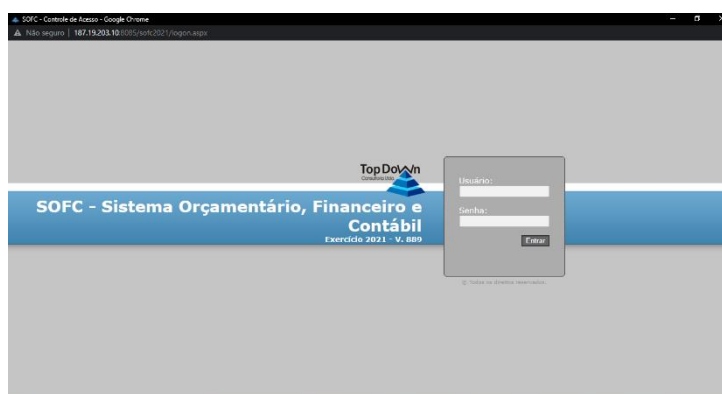 SOFC - Controle de Acesso - Google Chrome
Não seguro | 187.19.203.10:8085/sofc2021/logon.aspx
TopDown
Consultoria Ltda
Usuário:
SOFC - Sistema Orçamentário, Financeiro e
Contábil
Exercício 2021 - V. 889
Senha:
Entrar
© Todos os direitos reservados.